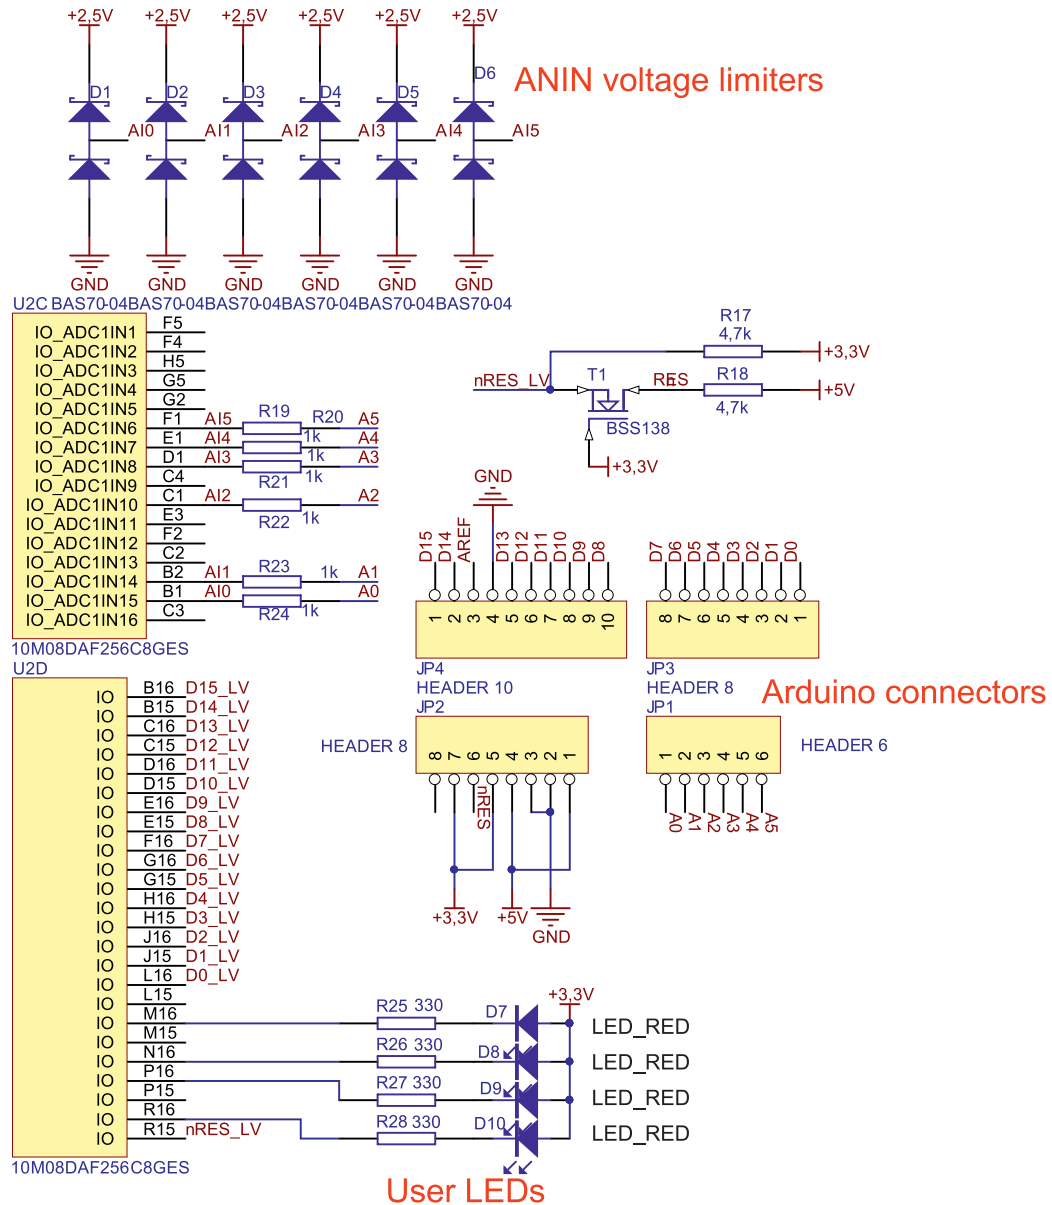 +2,5V +2,5V +2,5V +2,5V +2,5V +2,5V
D1 D2 D3 D4 D5 D6
ANIN voltage limiters
AI0 AI1 AI2 AI3 AI4 AI5
GND GND GND GND GND GND
U2C BAS70-04BAS70-04BAS70-04BAS70-04BAS70-04BAS70-04
IO_ADC1IN1 F5
IO_ADC1IN2 F4
IO_ADC1IN3 H5
IO_ADC1IN4 G5
IO_ADC1IN5 G2
IO_ADC1IN6 F1 AI5 R19 R20 A5
IO_ADC1IN7 E1 AI4 1k A4
IO_ADC1IN8 D1 AI3 1k A3
IO_ADC1IN9 C4 R21 1k
IO_ADC1IN10 C1 AI2 A2
IO_ADC1IN11 E3 R22 1k
IO_ADC1IN12 F2
IO_ADC1IN13 C2
IO_ADC1IN14 B2 AI1 R23 1k A1
IO_ADC1IN15 B1 AI0 A0
IO_ADC1IN16 C3 R24 1k
10M08DAF256C8GES
R17
4,7k
+3,3V
nRES_LV T1 RES R18 +5V
4,7k
BSS138
+3,3V
GND
D15 D14 AREF D13 D12 D11 D10 D9 D8
1 2 3 4 5 6 7 8 9 10
JP4
HEADER 10
D7 D6 D5 D4 D3 D2 D1 D0
8 7 6 5 4 3 2 1
JP3
HEADER 8
Arduino connectors
JP2
HEADER 8
8 7 6 5 4 3 2 1
nRES
+3,3V +5V
GND
JP1
HEADER 6
1 2 3 4 5 6
A0 A1 A2 A3 A4 A5
U2D
IO B16 D15_LV
IO B15 D14_LV
IO C16 D13_LV
IO C15 D12_LV
IO D16 D11_LV
IO D15 D10_LV
IO E16 D9_LV
IO E15 D8_LV
IO F16 D7_LV
IO G16 D6_LV
IO G15 D5_LV
IO H16 D4_LV
IO H15 D3_LV
IO J16 D2_LV
IO J15 D1_LV
IO L16 D0_LV
IO L15
IO M16
IO M15
IO N16
IO P16
IO P15
IO R16
IO R15 nRES_LV
10M08DAF256C8GES
+3,3V
R25 330 D7 LED_RED
R26 330 D8 LED_RED
R27 330 D9 LED_RED
R28 330 D10 LED_RED
User LEDs